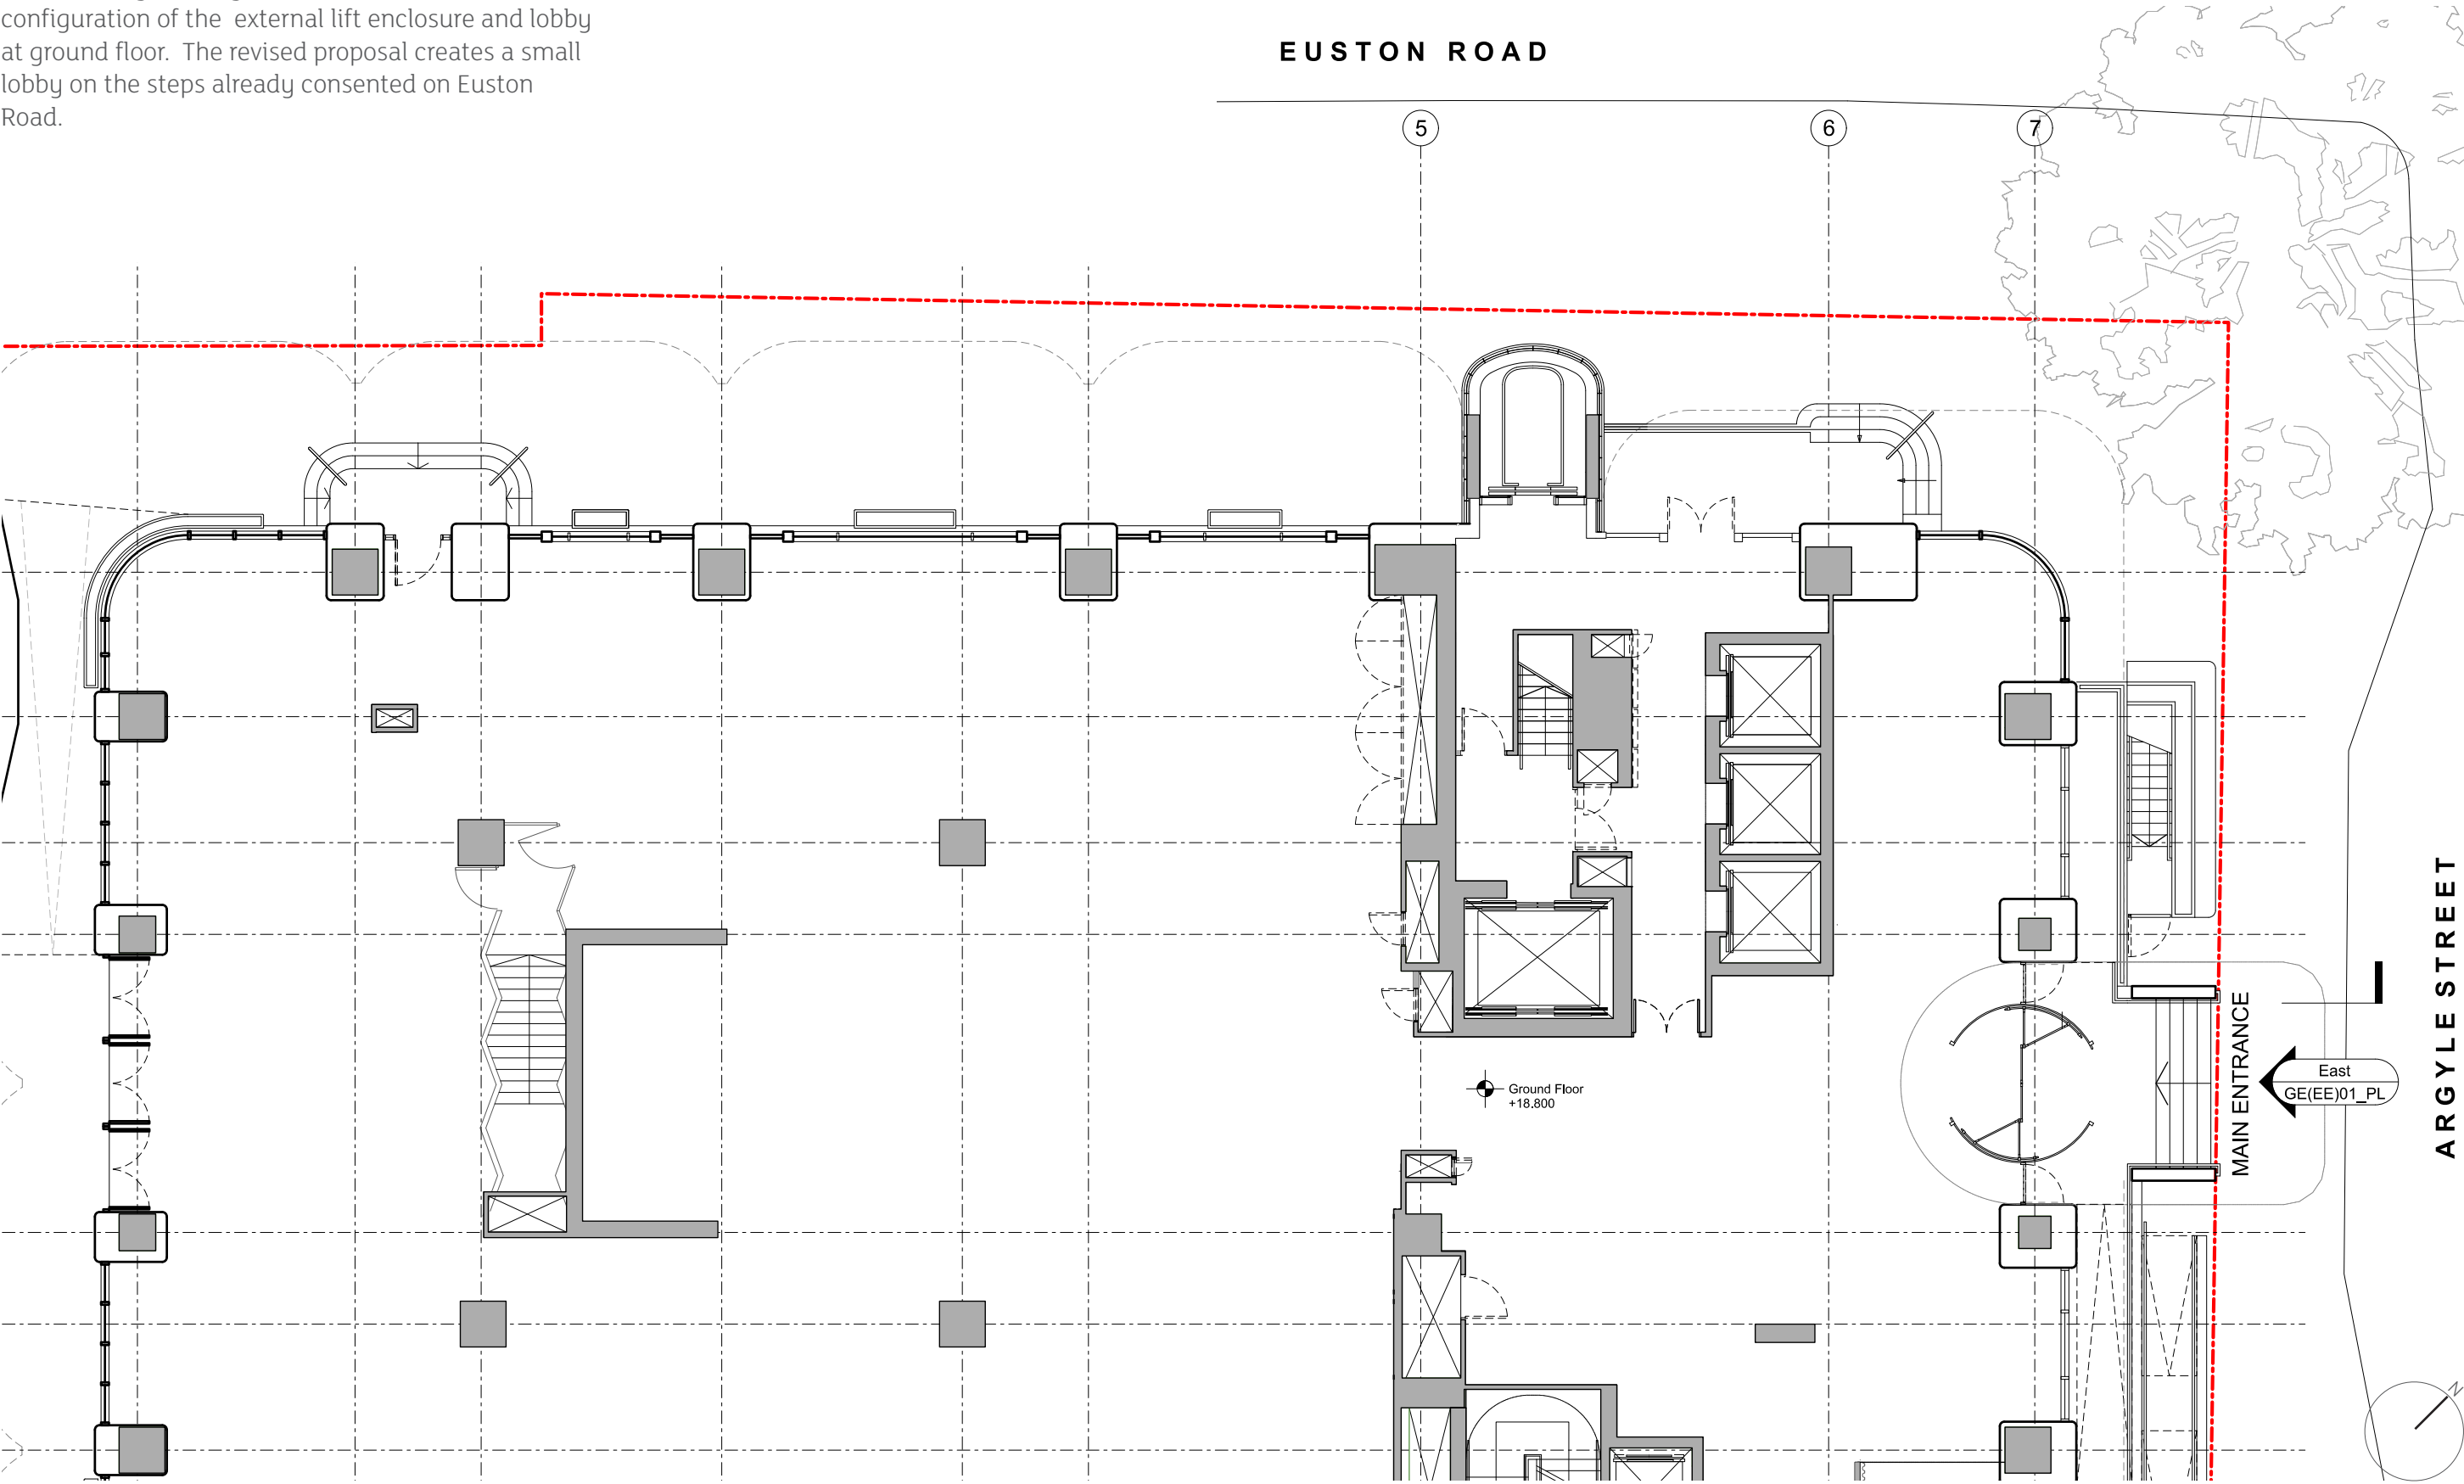 configuration of the  external lift enclosure and lobby
at ground floor.  The revised proposal creates a small
lobby on the steps already consented on Euston
Road.
EUSTON ROAD
5
6
7
Ground Floor
+18.800
MAIN ENTRANCE
East
GE(EE)01_PL
ARGYLE STREET
N